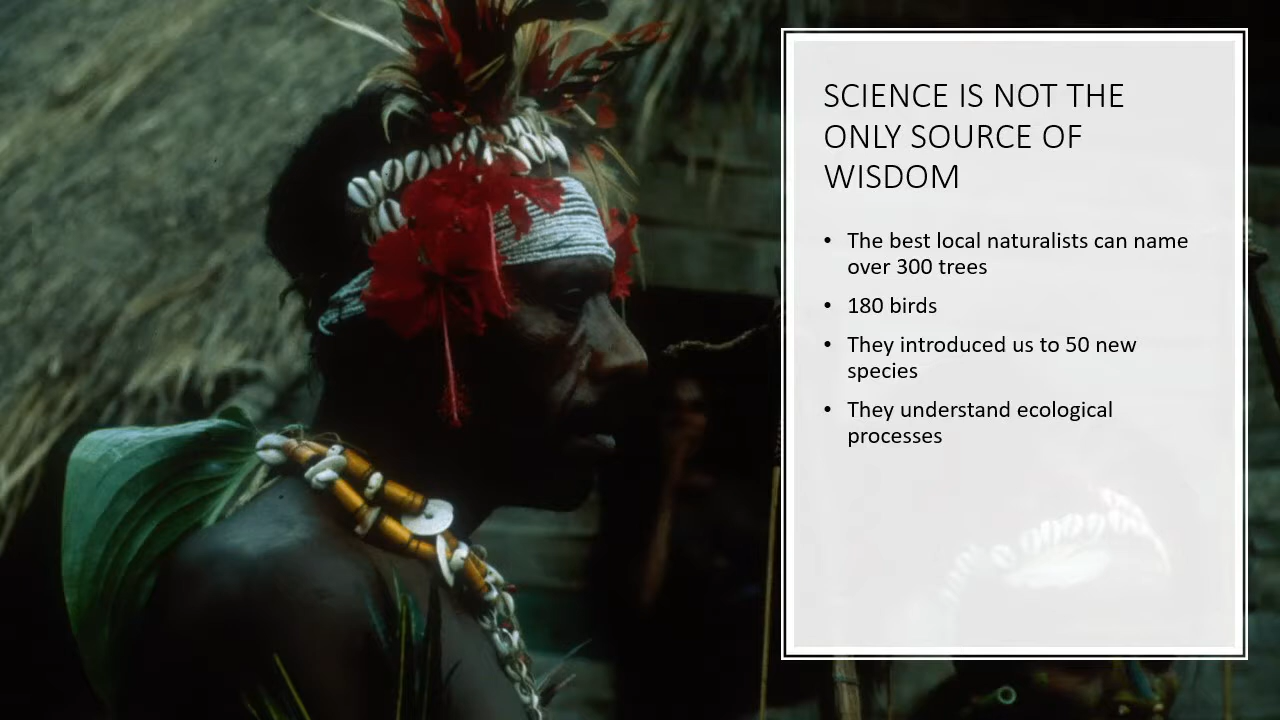 SCIENCE IS NOT THE
ONLY SOURCE OF
WISDOM
• The best local naturalists can name
over 300 trees
• 180 birds
• They introduced us to 50 new
species
• They understand ecological
processes